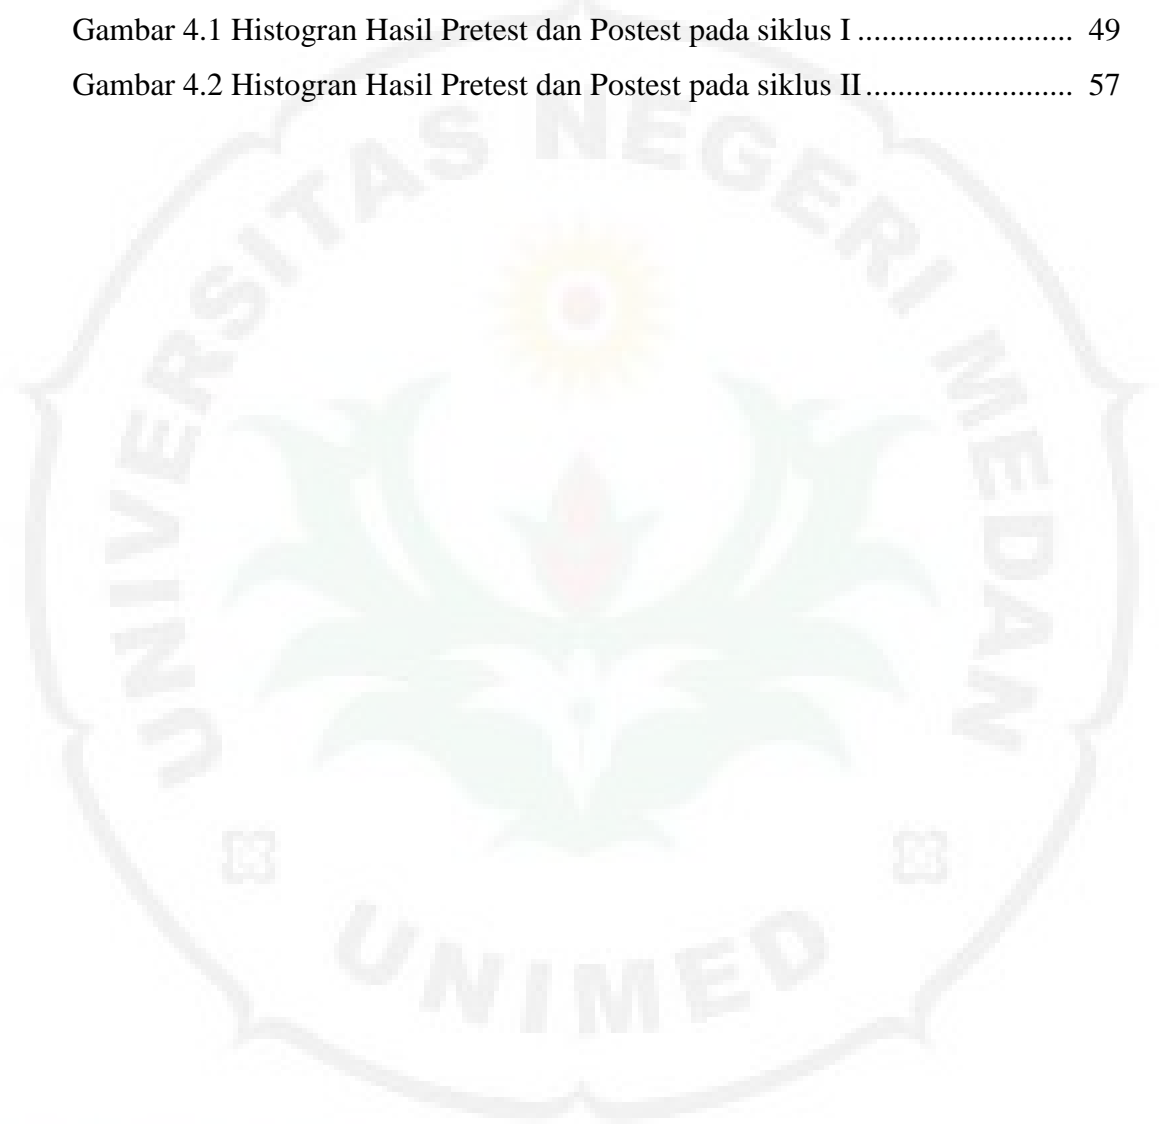 Gambar 4.1 Histogran Hasil Pretest dan Postest pada siklus I ........................... 49
Gambar 4.2 Histogran Hasil Pretest dan Postest pada siklus II .......................... 57
UNIVERSITAS NEGERI MEDAN
UNIMED